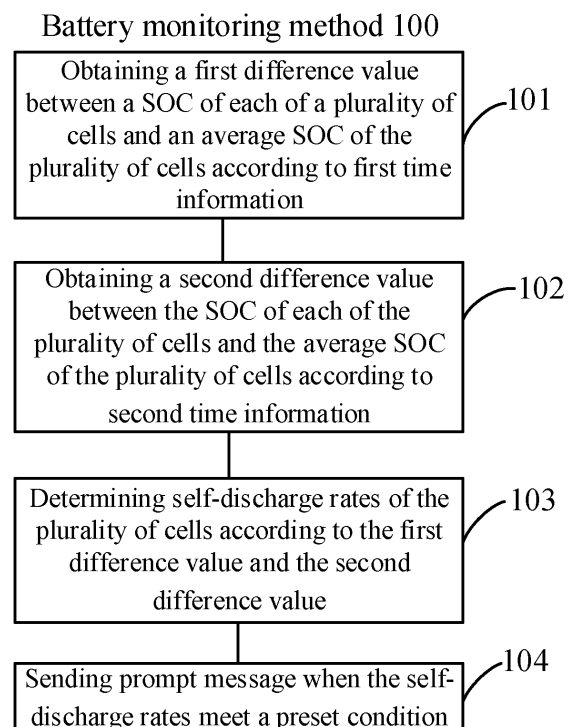 Battery monitoring method 100
Obtaining a first difference value
between a SOC of each of a plurality of
cells and an average SOC of the
plurality of cells according to first time
information
101
Obtaining a second difference value
between the SOC of each of the
plurality of cells and the average SOC
of the plurality of cells according to
second time information
102
Determining self-discharge rates of the
plurality of cells according to the first
difference value and the second
difference value
103
Sending prompt message when the self-
discharge rates meet a preset condition
104